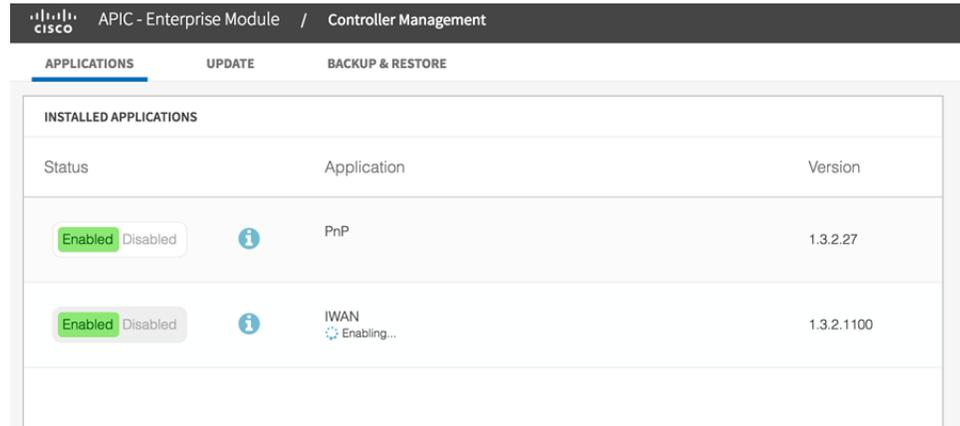 CISCO APIC - Enterprise Module / Controller Management
APPLICATIONS UPDATE BACKUP & RESTORE
INSTALLED APPLICATIONS
Status Application Version
Enabled Disabled PnP 1.3.2.27
Enabled Disabled IWAN 1.3.2.1100
Enabling...